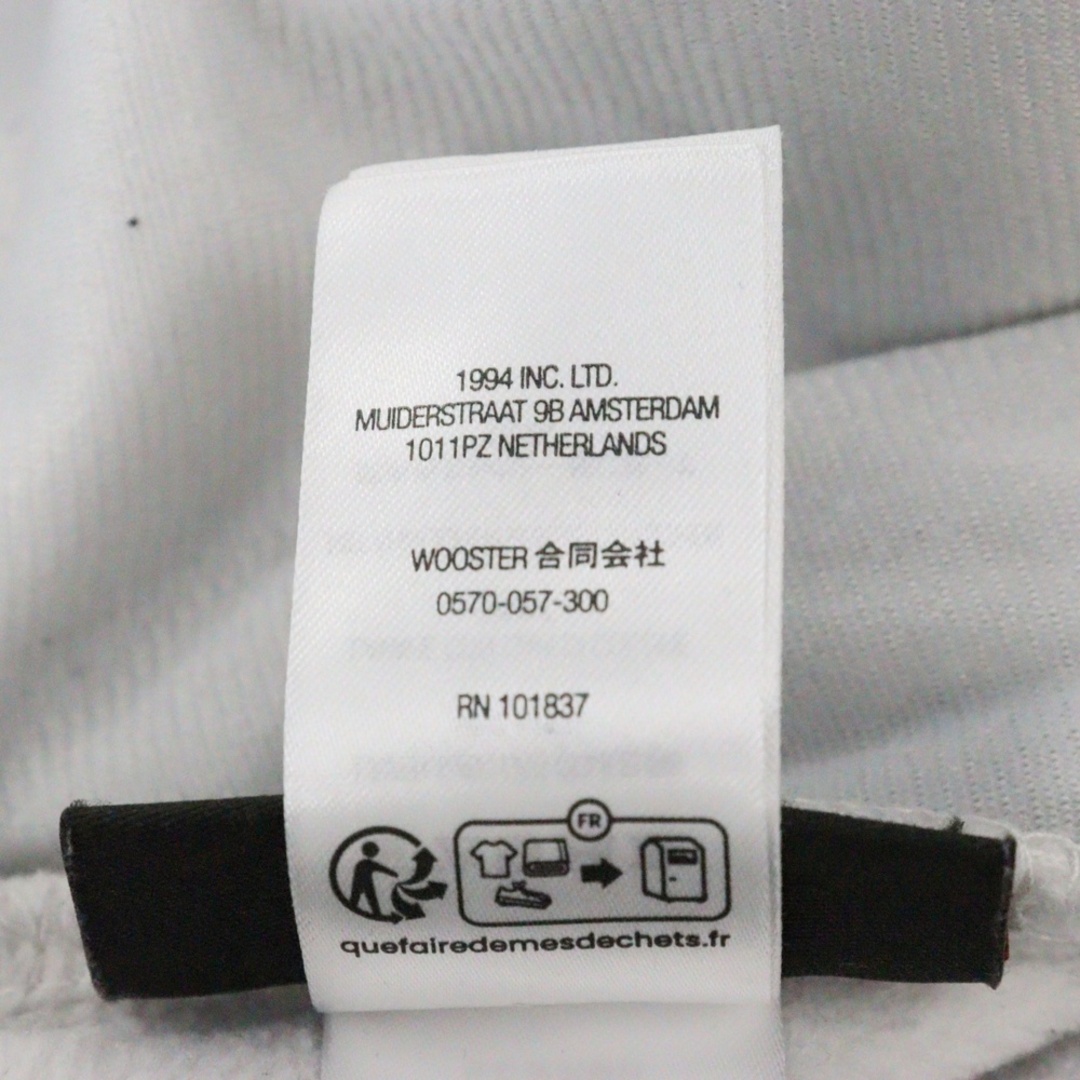 1994 INC. LTD.
MUIDERSTRAAT 9B AMSTERDAM
1011PZ NETHERLANDS
WOOSTER 合同会社
0570-057-300
RN 101837
FR
quefairedemesdechets.fr